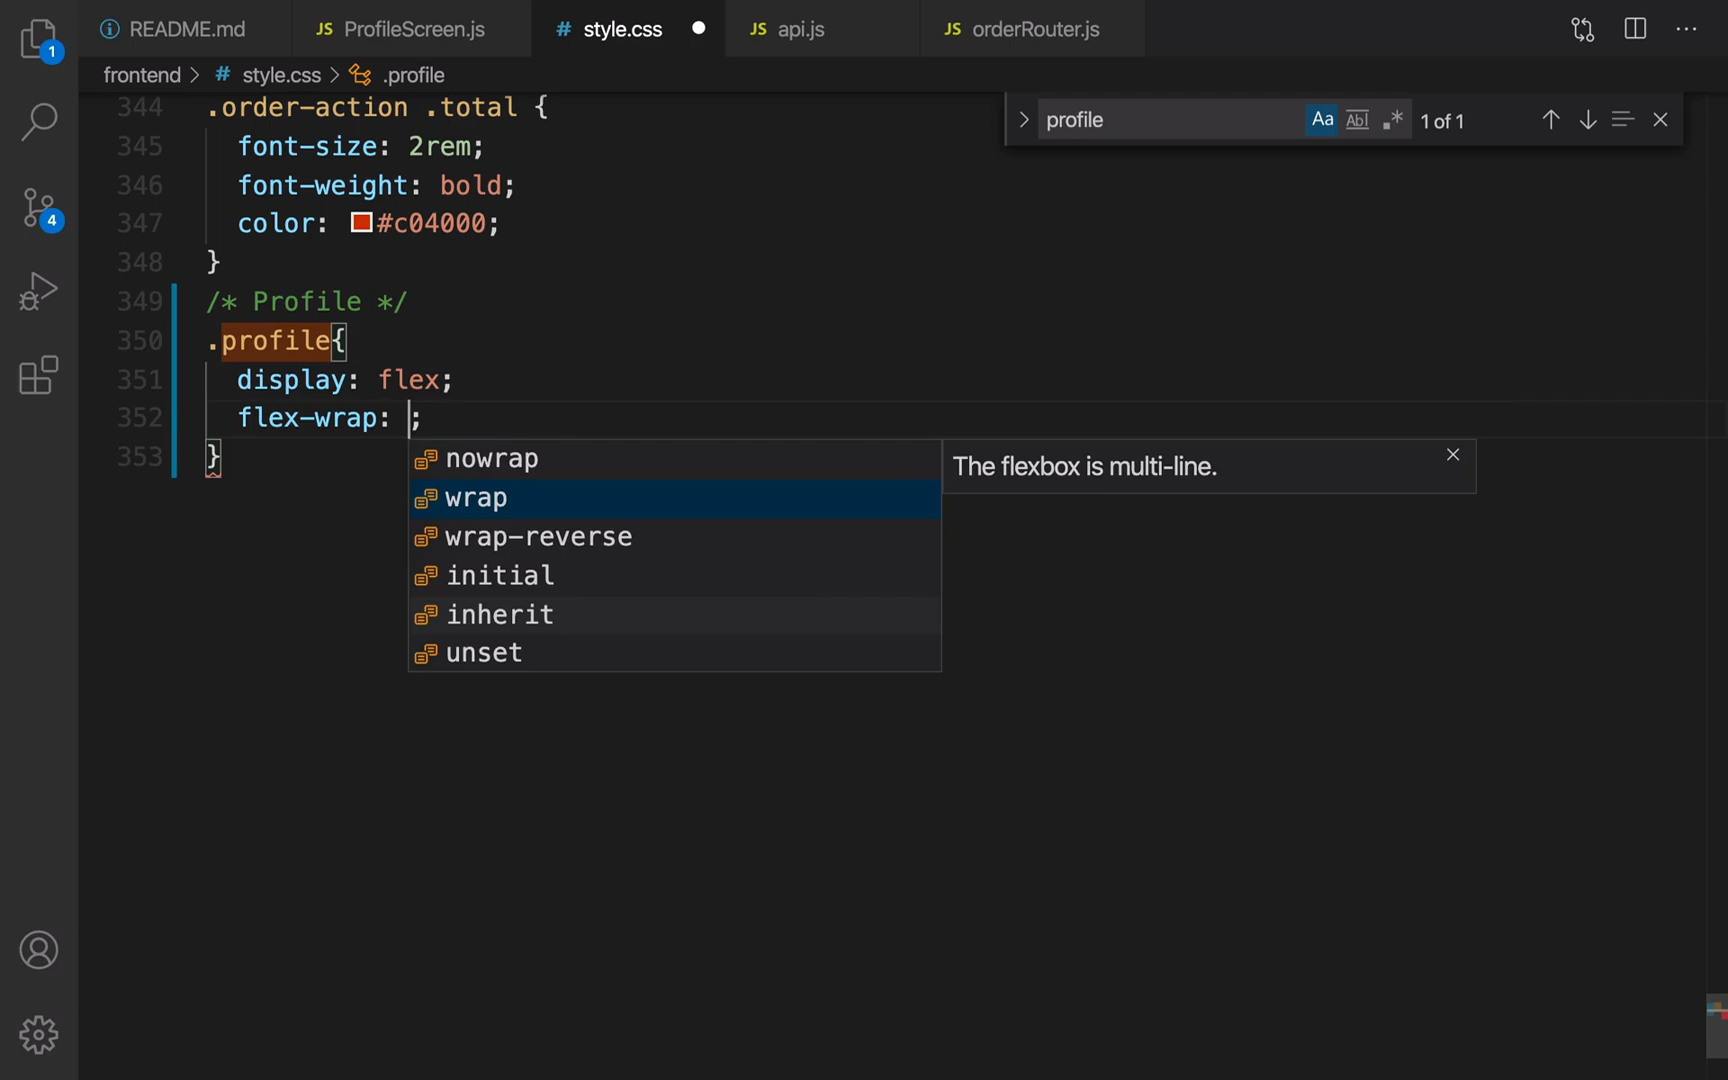 README.md JS ProfileScreen.js # style.css JS api.js JS orderRouter.js
1
frontend > # style.css > .profile
profile Aa Abl .* 1 of 1
344 .order-action .total {
345 font-size: 2rem;
346 font-weight: bold;
347 color: #c04000;
348 }
349 /* Profile */
350 .profile{
351 display: flex;
352 flex-wrap: ;
353 }
4
nowrap
The flexbox is multi-line.
wrap
wrap-reverse
initial
inherit
unset